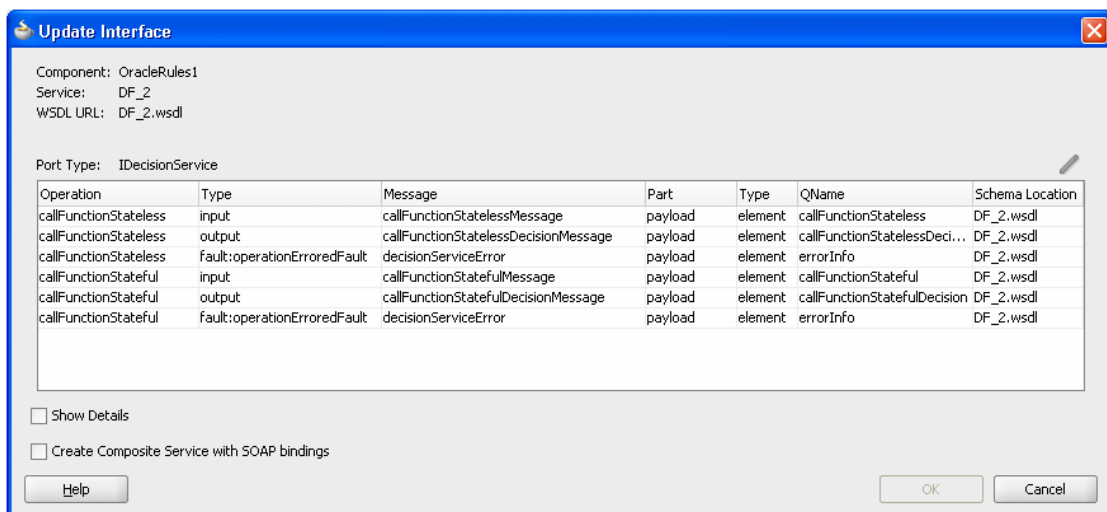 Update Interface
Component: OracleRules1
Service: DF_2
WSDL URL: DF_2.wsdl
Port Type: IDecisionService
Operation Type Message Part Type QName Schema Location
callFunctionStateless input callFunctionStatelessMessage payload element callFunctionStateless DF_2.wsdl
callFunctionStateless output callFunctionStatelessDecisionMessage payload element callFunctionStatelessDeci... DF_2.wsdl
callFunctionStateless fault:operationErroredFault decisionServiceError payload element errorInfo DF_2.wsdl
callFunctionStateful input callFunctionStatefulMessage payload element callFunctionStateful DF_2.wsdl
callFunctionStateful output callFunctionStatefulDecisionMessage payload element callFunctionStatefulDecision DF_2.wsdl
callFunctionStateful fault:operationErroredFault decisionServiceError payload element errorInfo DF_2.wsdl
Show Details
Create Composite Service with SOAP bindings
Help OK Cancel